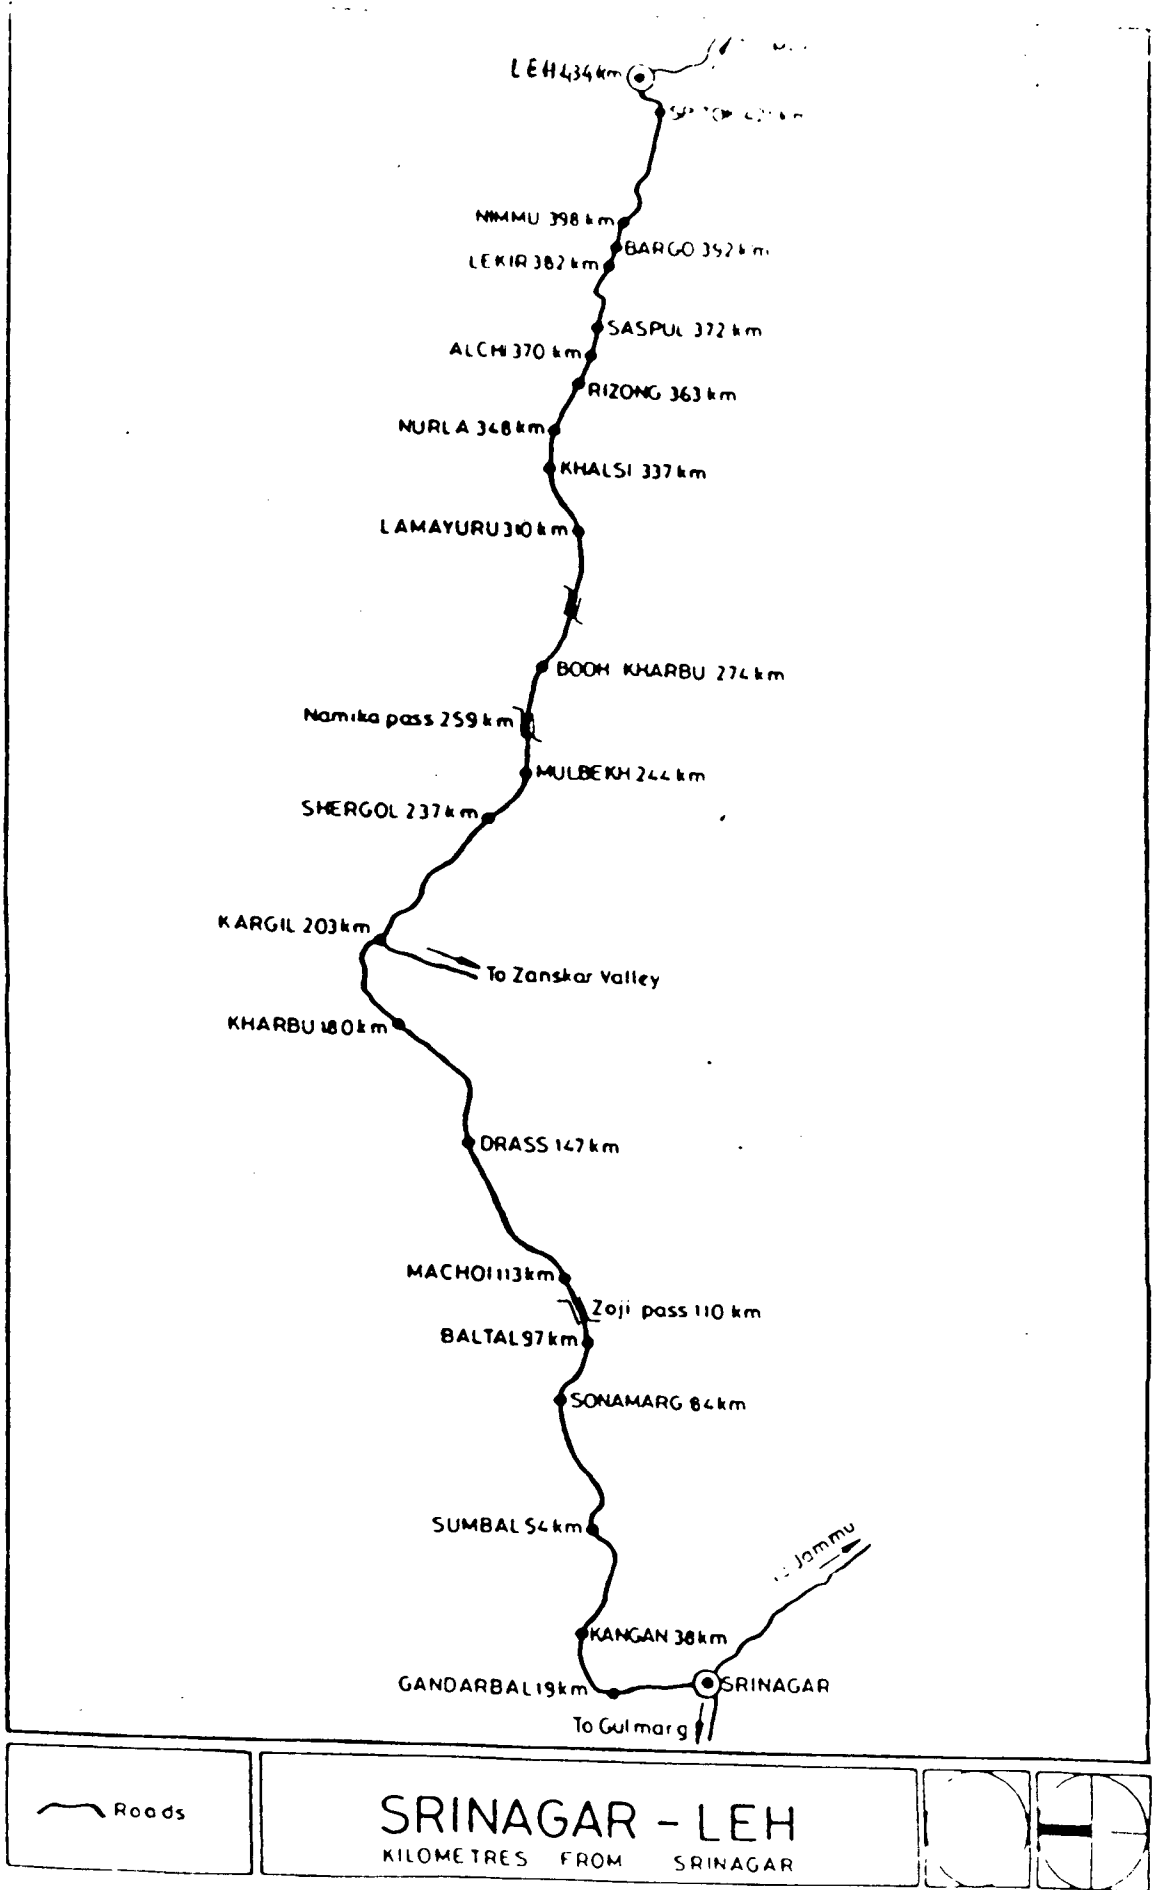 LEH 434 km
NIMMU 398 km
BARGO 392 km
LEKIR 382 km
SASPUL 372 km
ALCHI 370 km
RIZONG 363 km
NURLA 348 km
KHALSI 337 km
LAMAYURU 310 km
BODH KHARBU 274 km
Namika pass 259 km
MULBEKH 244 km
SHERGOL 237 km
KARGIL 203 km
To Zanskar Valley
KHARBU 180 km
DRASS 147 km
MACHOI 113 km
Zoji pass 110 km
BALTAL 97 km
SONAMARG 84 km
SUMBAL 54 km
To Jammu
KANGAN 38 km
GANDARBAL 19 km
SRINAGAR
To Gulmarg
Roads
SRINAGAR - LEH
KILOMETRES FROM SRINAGAR